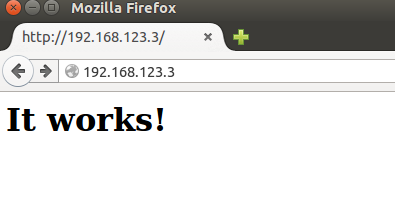 Mozilla Firefox
http://192.168.123.3/
192.168.123.3
It works!